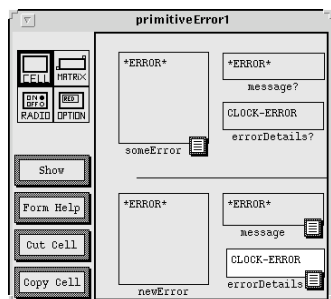 primitiveError1
CELL
MATRIX
ON
OFF
RADIO
RED
OPTION
Show
Form Help
Cut Cell
Copy Cell
*ERROR*
someError
*ERROR*
message?
CLOCK-ERROR
errorDetails?
*ERROR*
newError
*ERROR*
message
CLOCK-ERROR
errorDetails